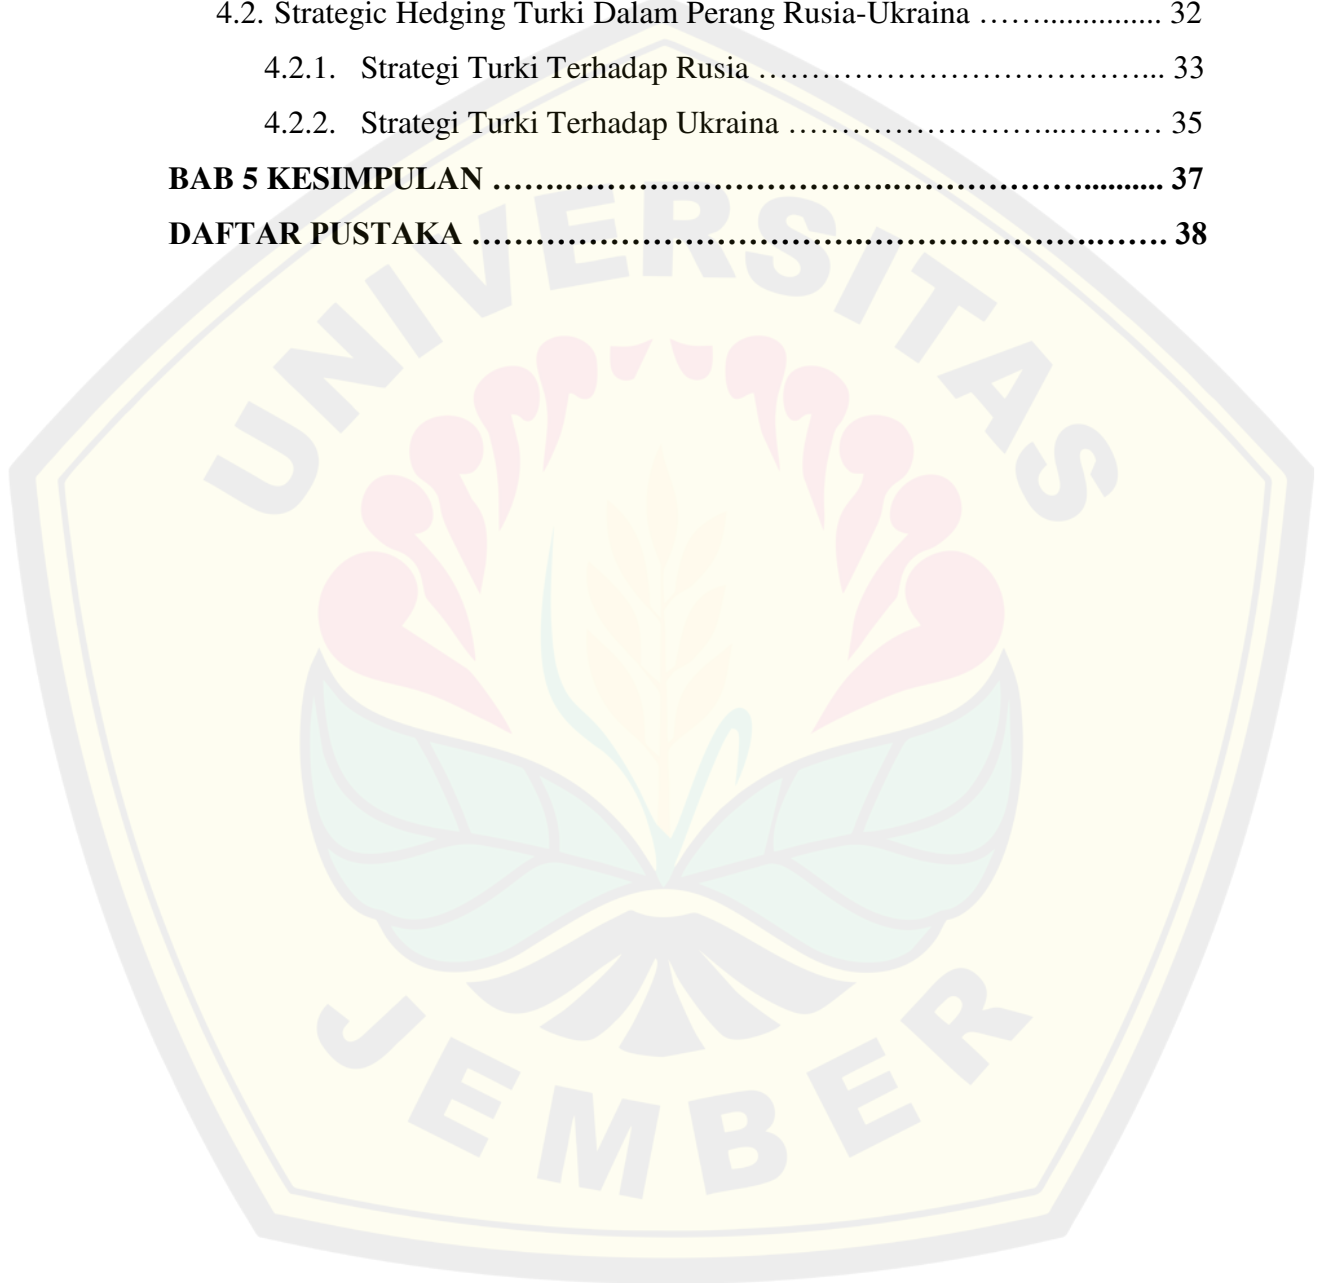 4.2. Strategic Hedging Turki Dalam Perang Rusia-Ukraina ……............... 32
4.2.1. Strategi Turki Terhadap Rusia ………………………………... 33
4.2.2. Strategi Turki Terhadap Ukraina ……………………...……… 35
BAB 5 KESIMPULAN …….………………………….………………........... 37
DAFTAR PUSTAKA ……………………………….………………….……. 38
UNIVERSITAS
JEMBER